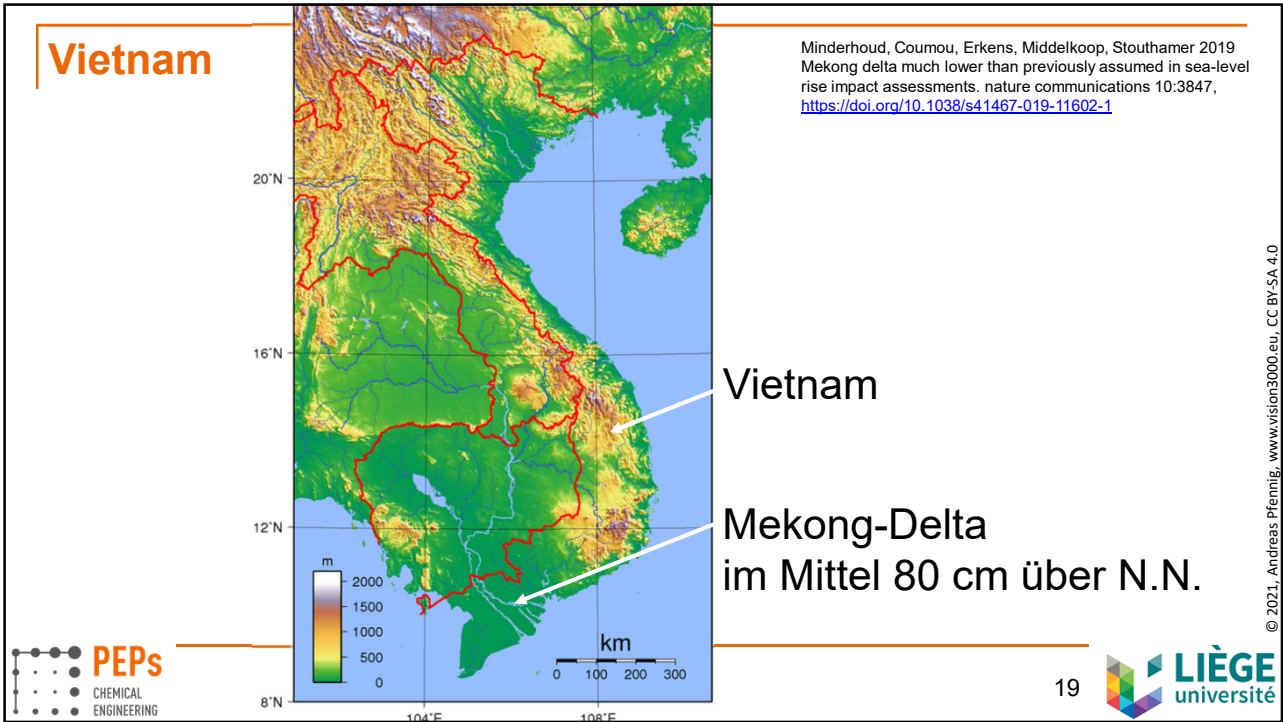 Vietnam
Minderhoud, Coumou, Erkens, Middelkoop, Stouthamer 2019
Mekong delta much lower than previously assumed in sea-level
rise impact assessments. nature communications 10:3847,
https://doi.org/10.1038/s41467-019-11602-1
20˚N
16˚N
12˚N
8˚N
104˚E
108˚E
Vietnam
Mekong-Delta
im Mittel 80 cm über N.N.
m
2000
1500
1000
500
0
km
0 100 200 300
© 2021, Andreas Pfennig, www.vision3000.eu, CC BY-SA 4.0
PEPs
CHEMICAL
ENGINEERING
19
LIÈGE
université